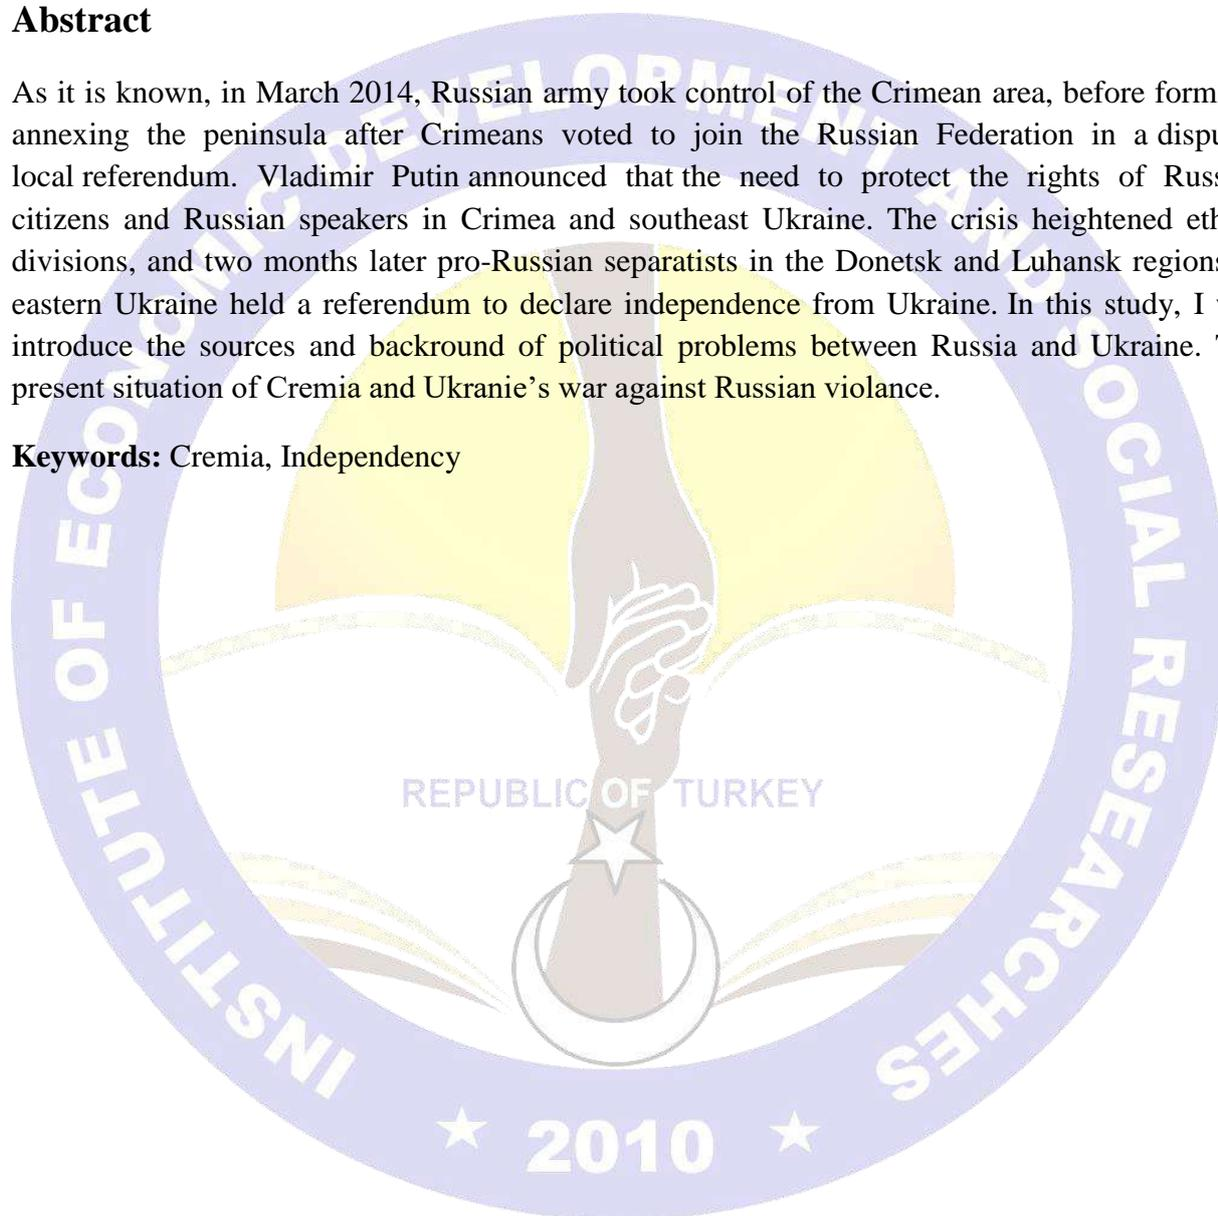 Abstract
As it is known, in March 2014, Russian army took control of the Crimean area, before form
annexing the peninsula after Crimeans voted to join the Russian Federation in a dispu
local referendum. Vladimir Putin announced that the need to protect the rights of Russ
citizens and Russian speakers in Crimea and southeast Ukraine. The crisis heightened eth
divisions, and two months later pro-Russian separatists in the Donetsk and Luhansk regions
eastern Ukraine held a referendum to declare independence from Ukraine. In this study, I
introduce the sources and backround of political problems between Russia and Ukraine.
present situation of Cremia and Ukranie's war against Russian violance.
Keywords: Cremia, Independency
INSTITUTE OF ECONOMIC DEVELOPMENT AND SOCIAL RESEARCHES
REPUBLIC OF TURKEY
2010